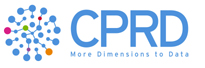 CPRD
More Dimensions to Data